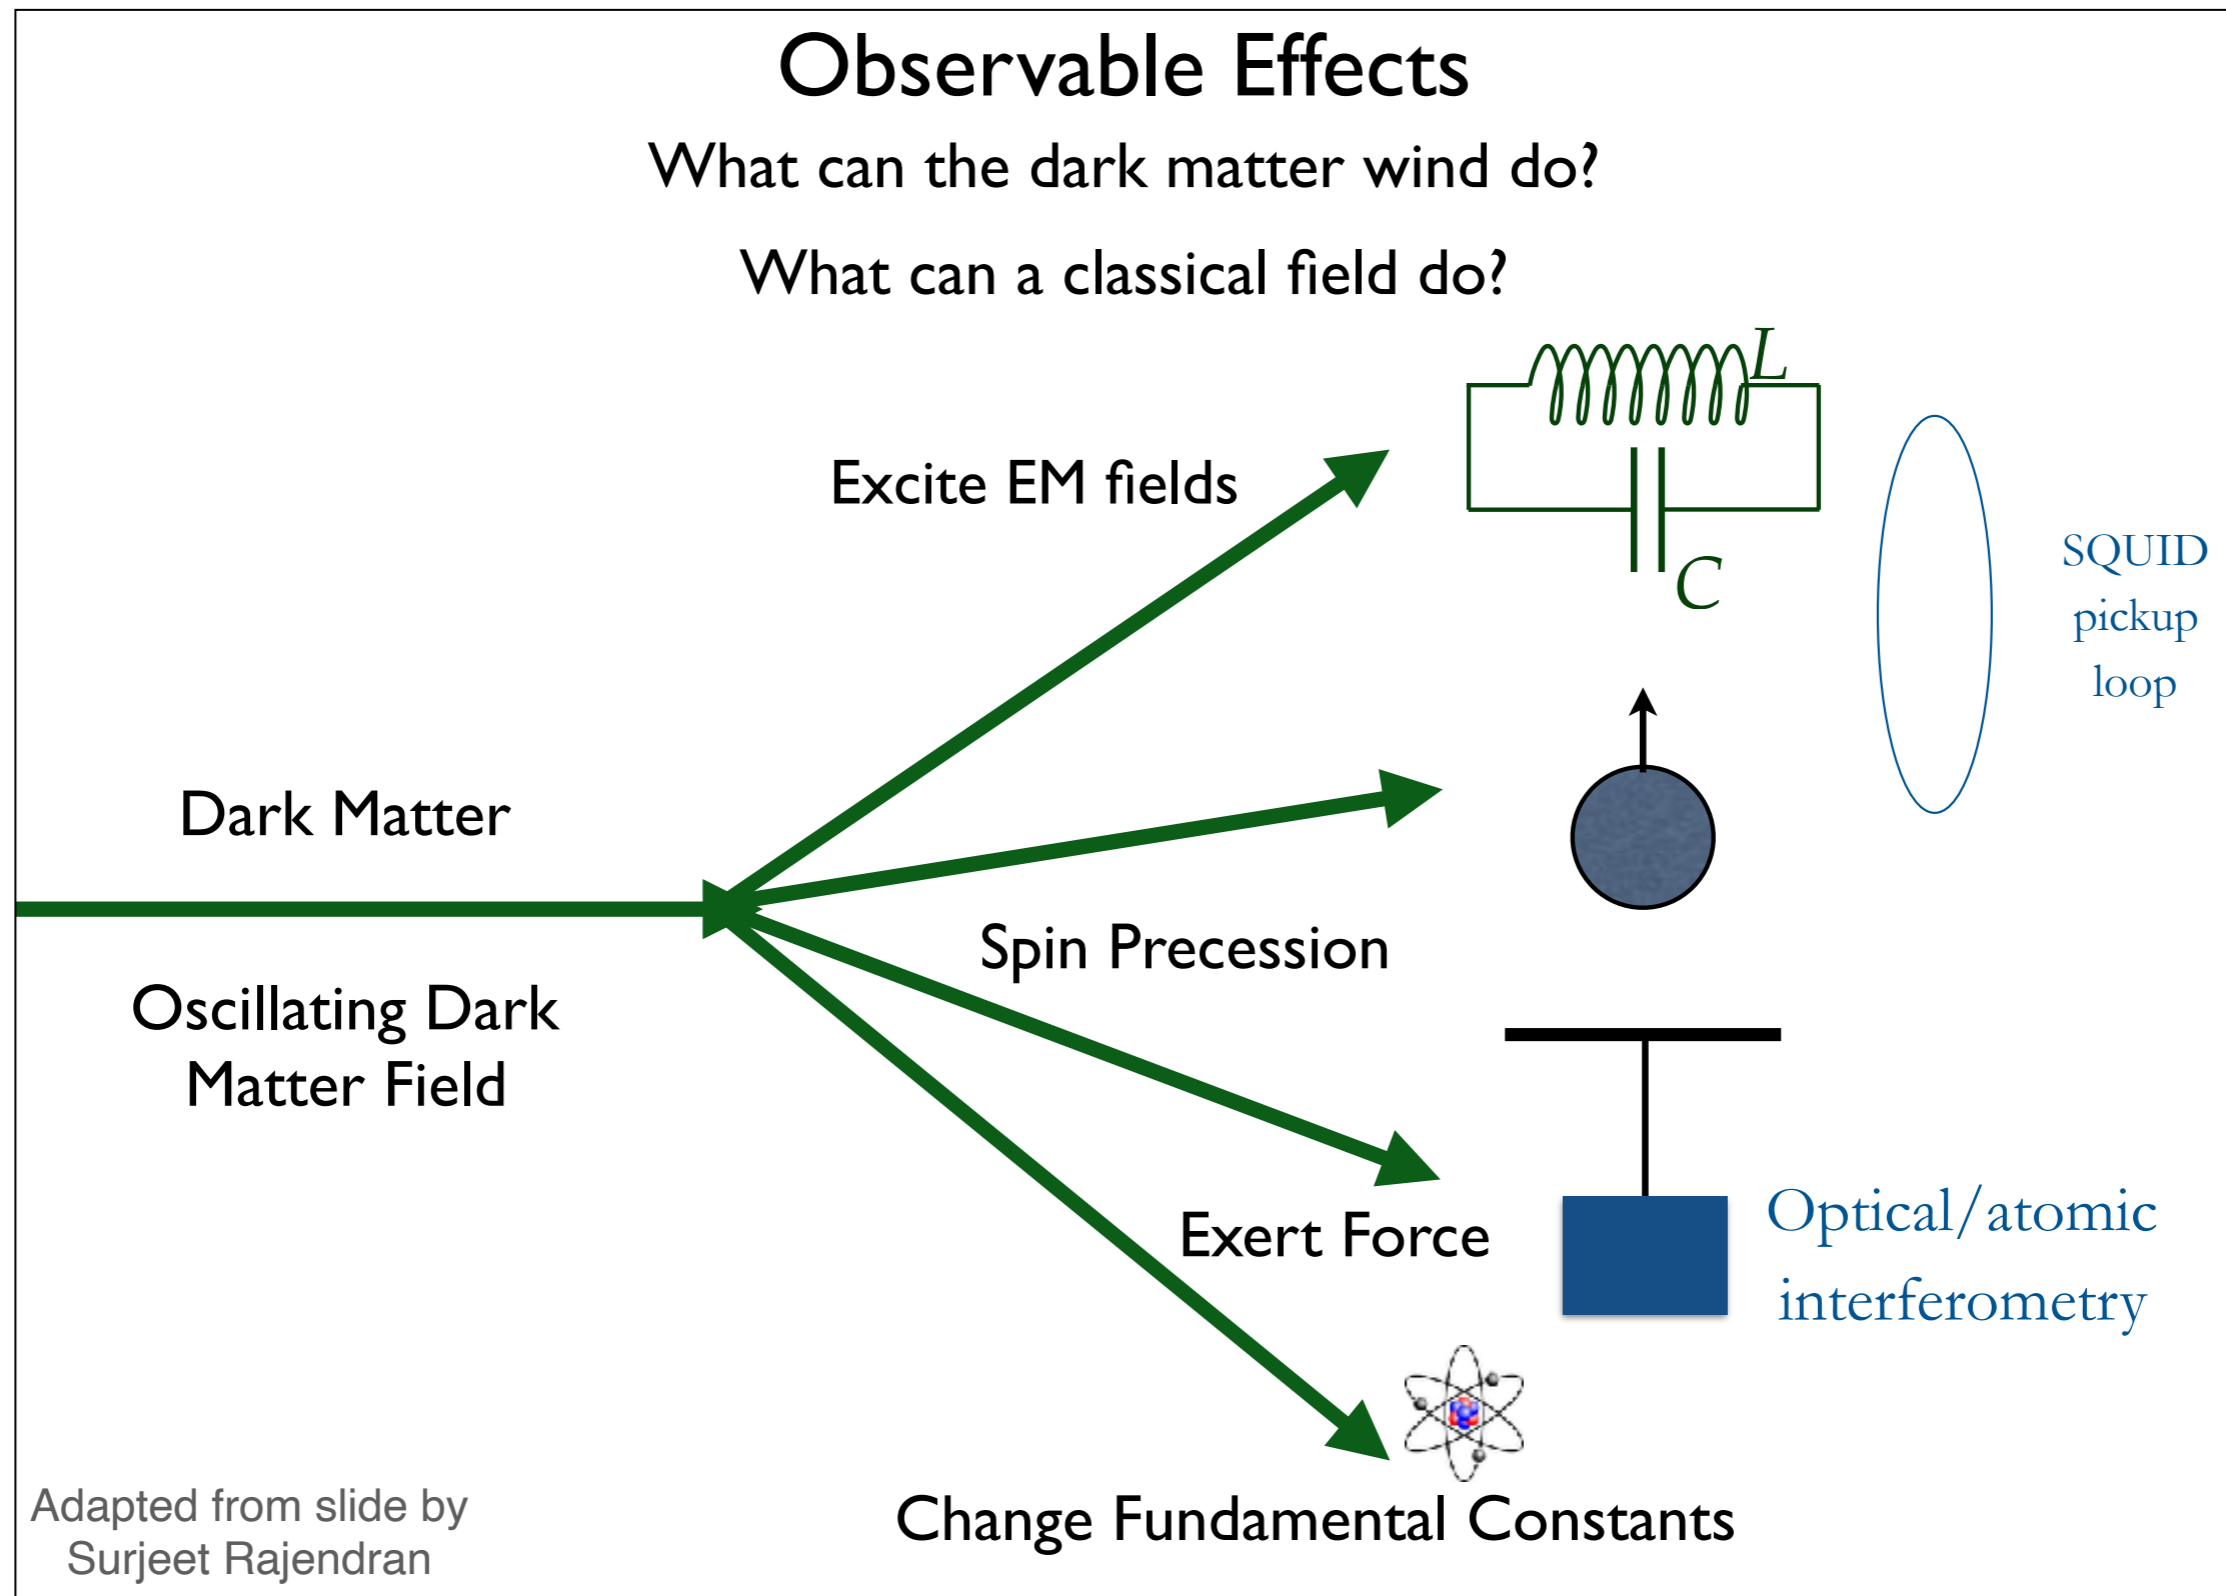 Observable Effects
What can the dark matter wind do?
What can a classical field do?
L
Excite EM fields
C
SQUID
pickup
loop
Dark Matter
Spin Precession
Oscillating Dark
Matter Field
Exert Force
Optical/atomic
interferometry
Change Fundamental Constants
Adapted from slide by
Surjeet Rajendran